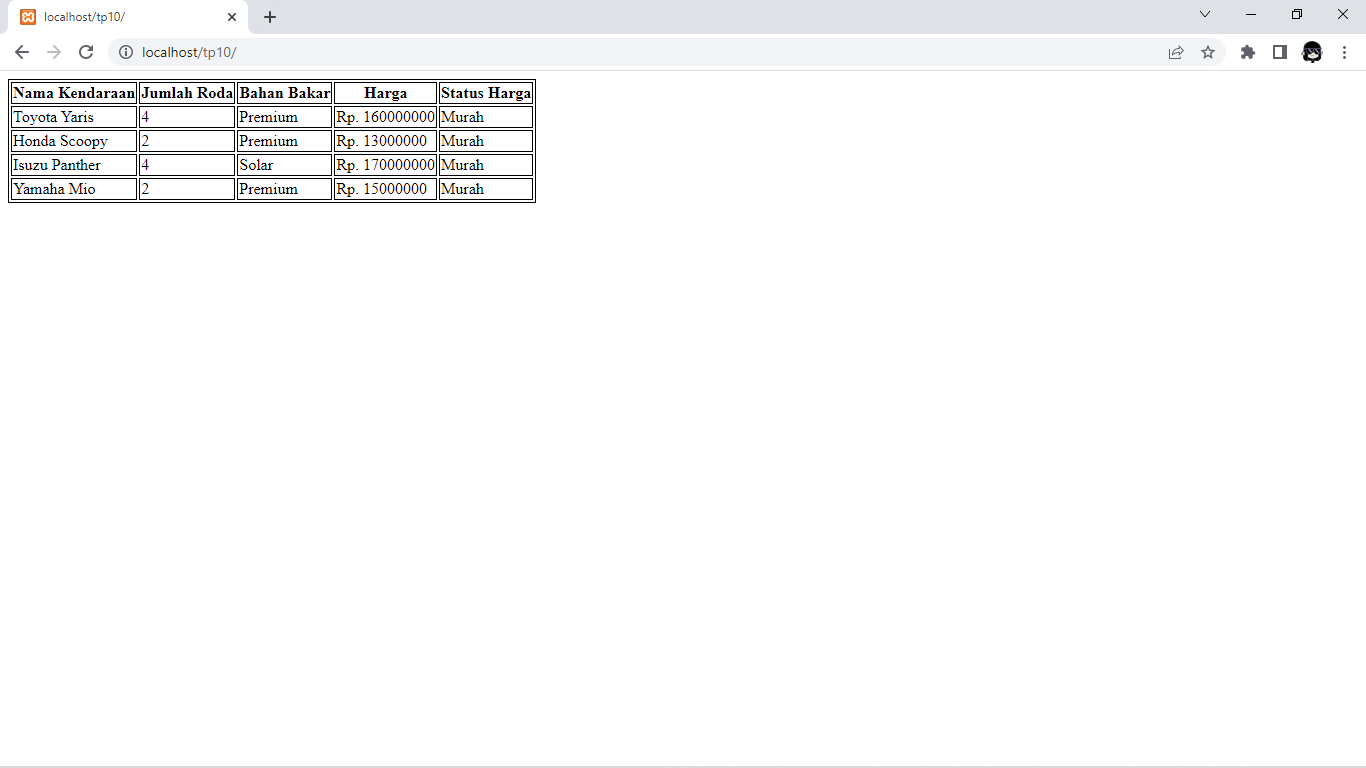 localhost/tp10/
localhost/tp10/
Nama Kendaraan Jumlah Roda Bahan Bakar Harga Status Harga
Toyota Yaris 4 Premium Rp. 160000000 Murah
Honda Scoopy 2 Premium Rp. 13000000 Murah
Isuzu Panther 4 Solar Rp. 170000000 Murah
Yamaha Mio 2 Premium Rp. 15000000 Murah